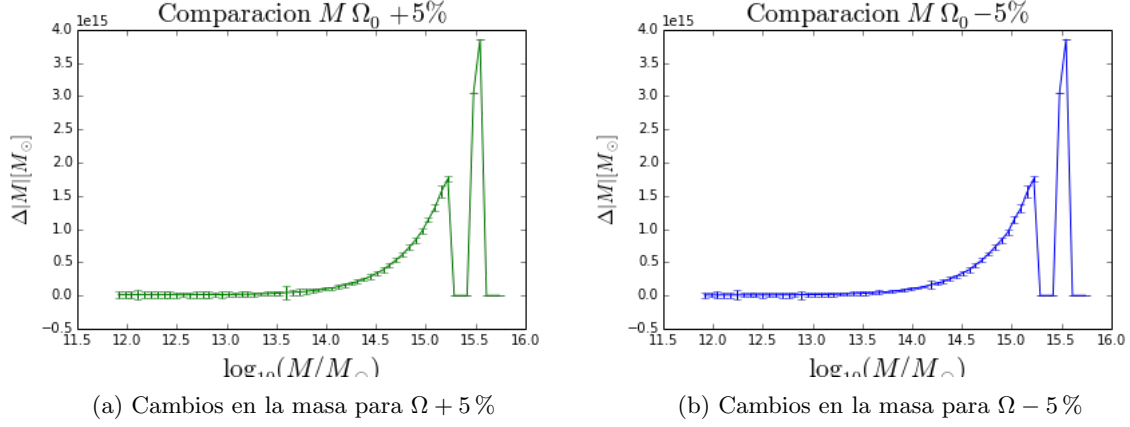 Comparacion M Ω₀ +5%
1e15
4.0
3.5
3.0
2.5
2.0
1.5
1.0
0.5
0.0
−0.5
Δ|M|[M⊙]
11.5 12.0 12.5 13.0 13.5 14.0 14.5 15.0 15.5 16.0
log₁₀(M/M⊙)
(a) Cambios en la masa para Ω + 5 %
Comparacion M Ω₀ −5%
1e15
4.0
3.5
3.0
2.5
2.0
1.5
1.0
0.5
0.0
−0.5
Δ|M|[M⊙]
11.5 12.0 12.5 13.0 13.5 14.0 14.5 15.0 15.5 16.0
log₁₀(M/M⊙)
(b) Cambios en la masa para Ω − 5 %